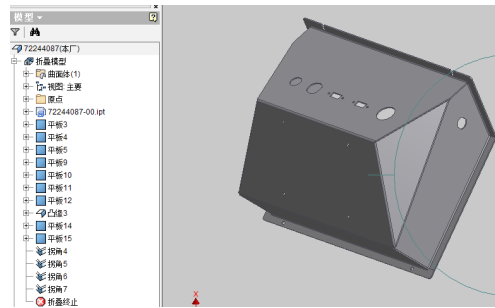 模型
72244087(本厂)
折叠模型
曲面体(1)
视图: 主要
原点
72244087-00.ipt
平板3
平板4
平板5
平板9
平板10
平板11
平板12
凸缘3
平板14
平板15
拐角4
拐角5
拐角6
拐角7
折叠终止
X